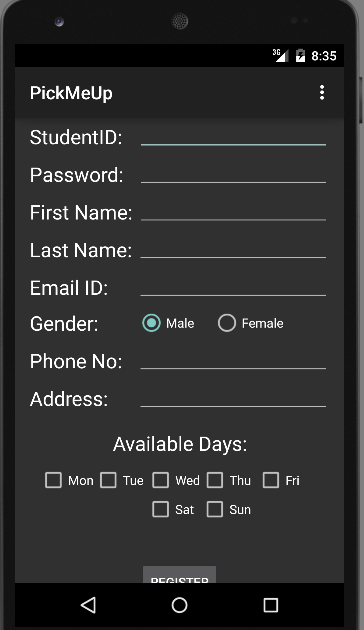 3G 8:35
PickMeUp
StudentID:
Password:
First Name:
Last Name:
Email ID:
Gender: Male Female
Phone No:
Address:
Available Days:
Mon Tue Wed Thu Fri
Sat Sun
REGISTER